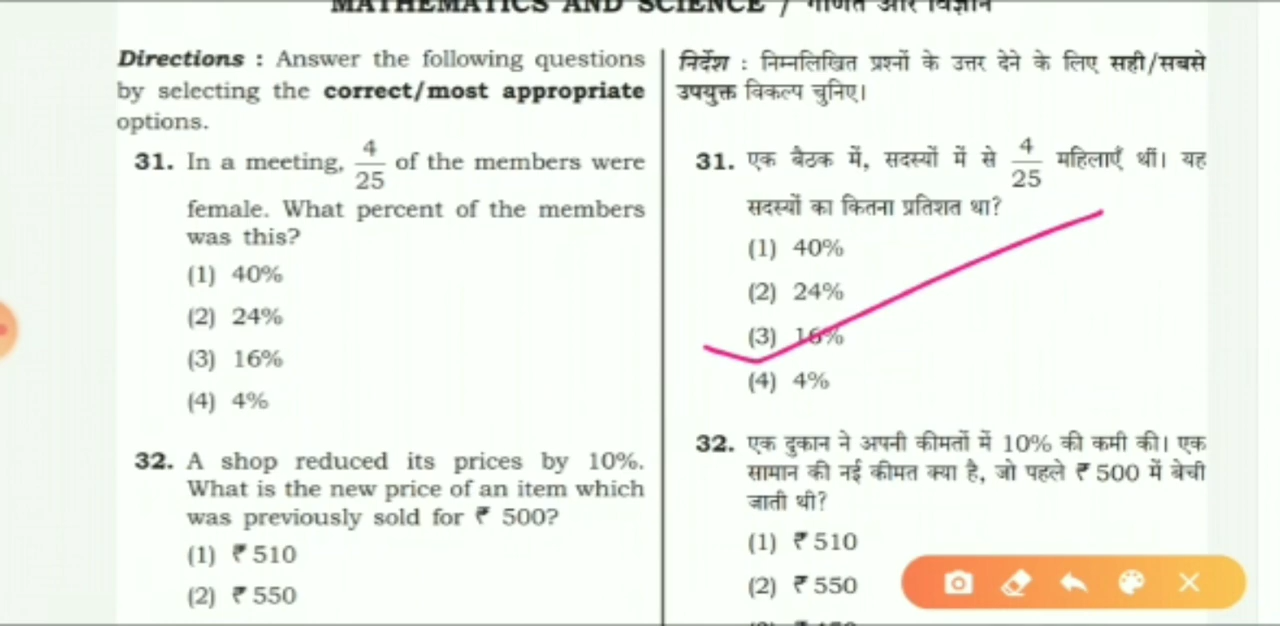 MATHEMATICS AND SCIENCE / गणित और विज्ञान
Directions : Answer the following questions
by selecting the correct/most appropriate
options.
31. In a meeting, 4/25 of the members were
female. What percent of the members
was this?
(1) 40%
(2) 24%
(3) 16%
(4) 4%
32. A shop reduced its prices by 10%.
What is the new price of an item which
was previously sold for ₹ 500?
(1) ₹ 510
(2) ₹ 550
निर्देश : निम्नलिखित प्रश्नों के उत्तर देने के लिए सही/सबसे
उपयुक्त विकल्प चुनिए।
31. एक बैठक में, सदस्यों में से 4/25 महिलाएँ थीं। यह
सदस्यों का कितना प्रतिशत था?
(1) 40%
(2) 24%
(3) 16%
(4) 4%
32. एक दुकान ने अपनी कीमतों में 10% की कमी की। एक
सामान की नई कीमत क्या है, जो पहले ₹ 500 में बेची
जाती थी?
(1) ₹ 510
(2) ₹ 550